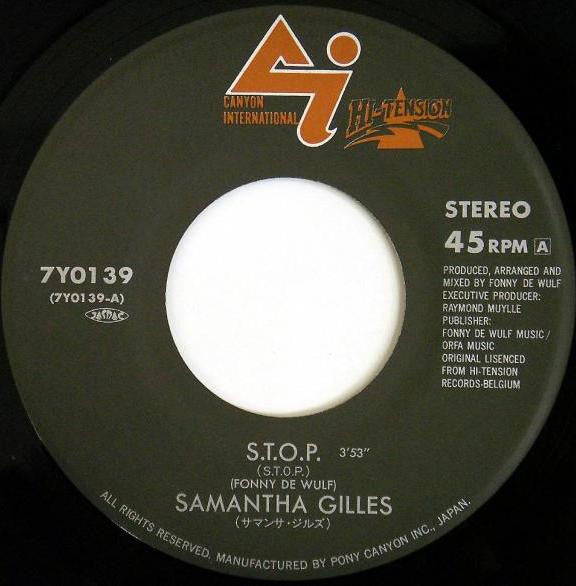 CANYON
INTERNATIONAL
HI-TENSION
STEREO
45 RPM A
7Y0139
(7Y0139-A)
JASRAC
PRODUCED, ARRANGED AND
MIXED BY FONNY DE WULF
EXECUTIVE PRODUCER:
RAYMOND MUYLLE
PUBLISHER:
FONNY DE WULF MUSIC/
ORFA MUSIC
ORIGINAL LISENCED
FROM HI-TENSION
RECORDS-BELGIUM
S.T.O.P. 3'53"
(S.T.O.P.)
(FONNY DE WULF)
SAMANTHA GILLES
(サマンサ・ジルズ)
ALL RIGHTS RESERVED. MANUFACTURED BY PONY CANYON INC., JAPAN.